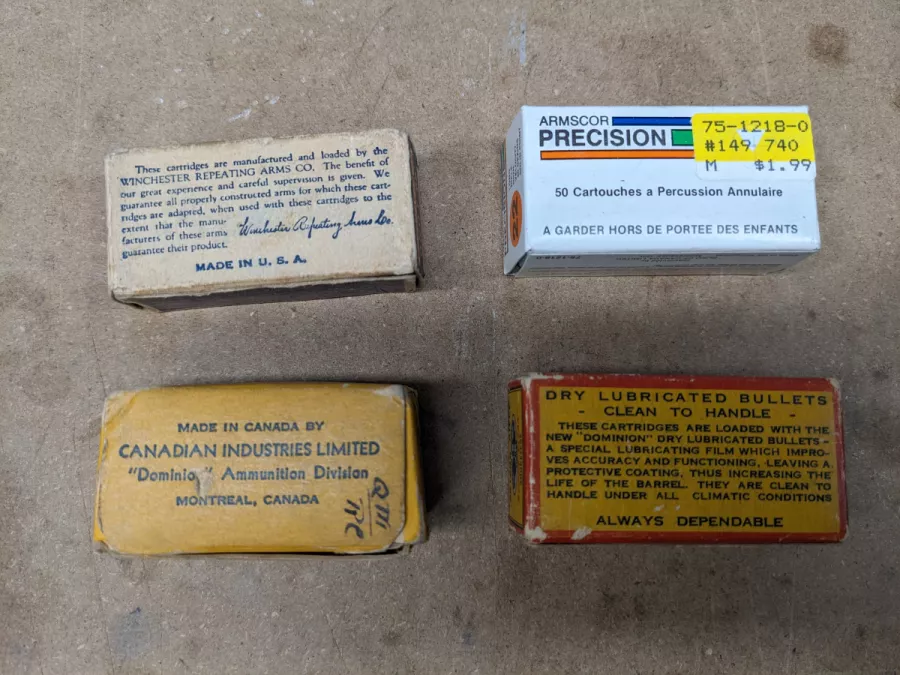 These cartridges are manufactured and loaded by the
WINCHESTER REPEATING ARMS CO. The benefit of
our great experience and careful supervision is given. We
guarantee all properly constructed arms for which these cart-
ridges are adapted, when used with these cartridges to the
extent that the manu-
facturers of these arms
guarantee their product.
Winchester Repeating Arms Co.
MADE IN U. S. A.
ARMSCOR
PRECISION
75-1218-0
#149 740
M $1.99
50 Cartouches a Percussion Annulaire
A GARDER HORS DE PORTEE DES ENFANTS
MADE IN CANADA BY
CANADIAN INDUSTRIES LIMITED
"Dominio " Ammunition Division
MONTREAL, CANADA
DRY LUBRICATED BULLETS
- CLEAN TO HANDLE -
THESE CARTRIDGES ARE LOADED WITH THE
NEW "DOMINION" DRY LUBRICATED BULLETS-
A SPECIAL LUBRICATING FILM WHICH IMPRO-
VES ACCURACY AND FUNCTIONING, LEAVING A
PROTECTIVE COATING, THUS INCREASING THE
LIFE OF THE BARREL. THEY ARE CLEAN TO
HANDLE UNDER ALL CLIMATIC CONDITIONS
ALWAYS DEPENDABLE